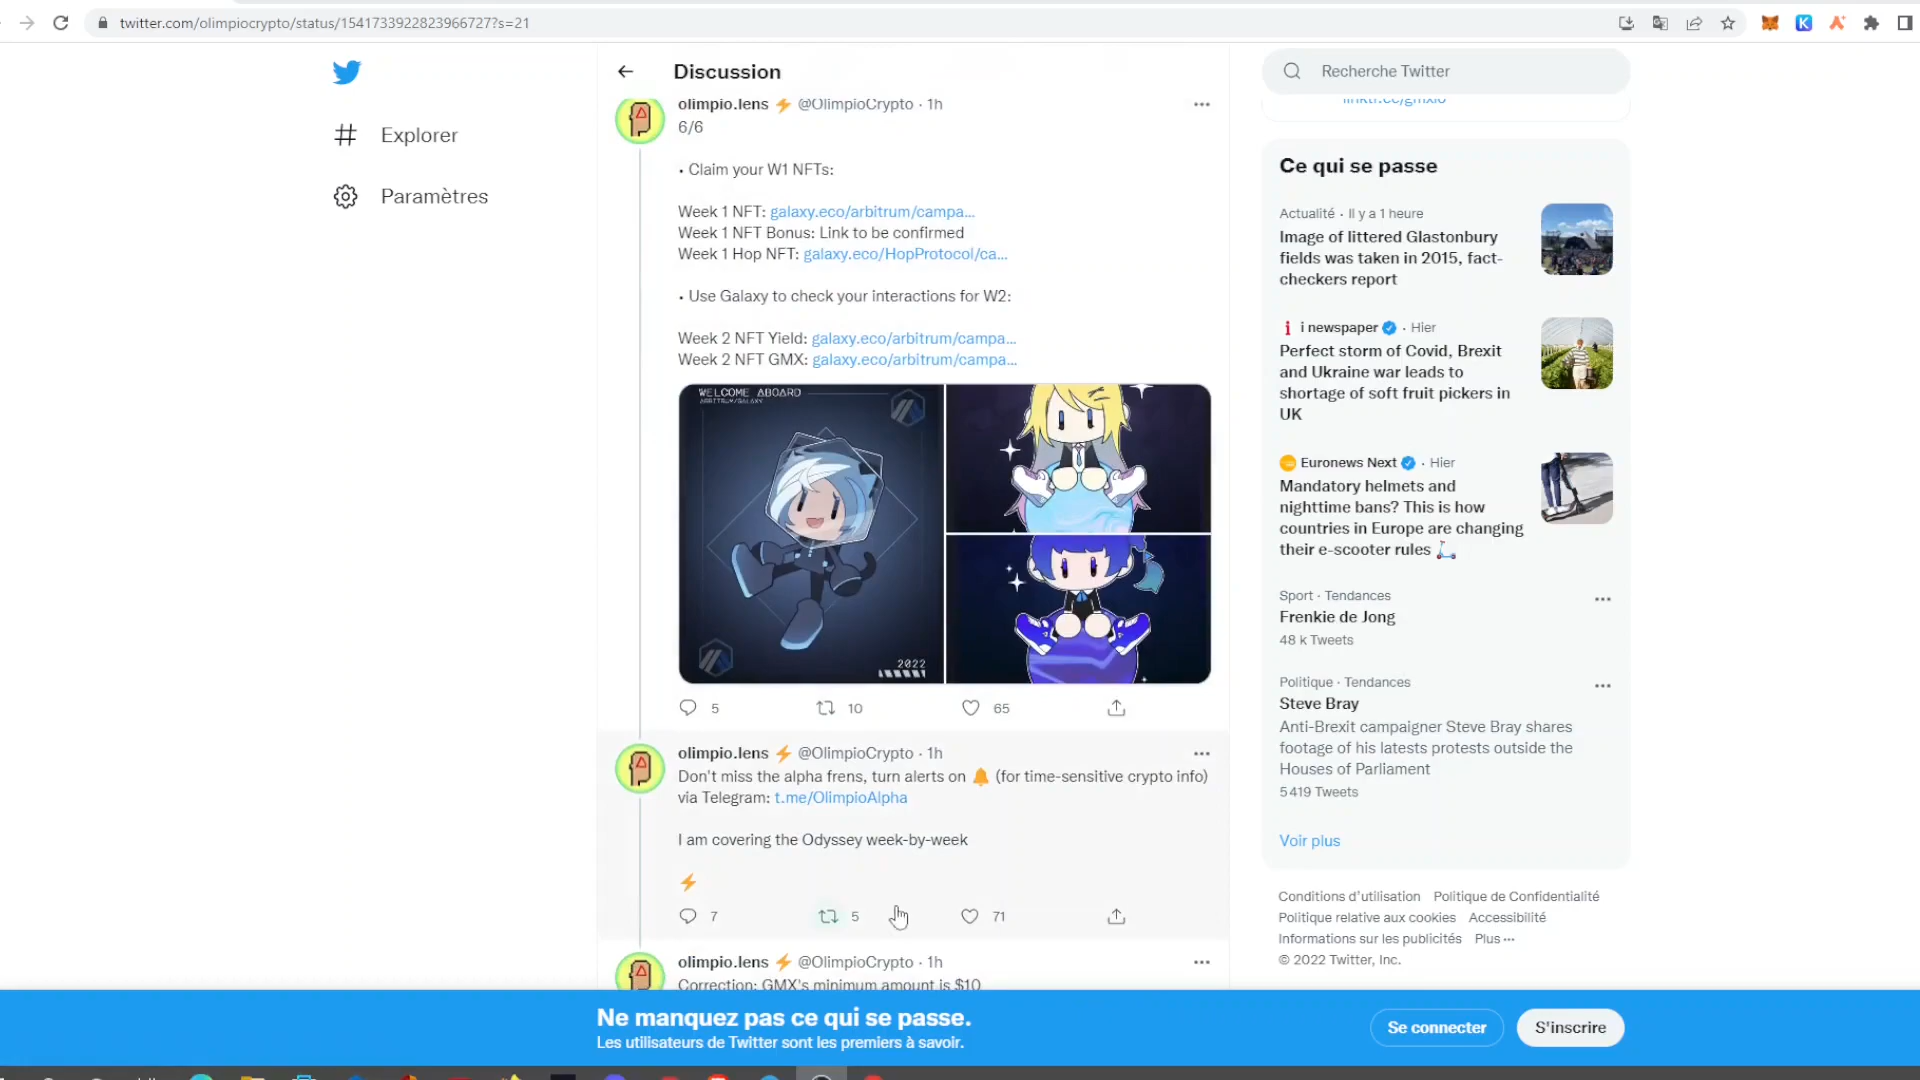 twitter.com/olimpiocrypto/status/1541733922823966727?s=21
Explorer
Paramètres
Discussion
olimpio.lens ⚡ @OlimpioCrypto · 1h
6/6
• Claim your W1 NFTs:
Week 1 NFT: galaxy.eco/arbitrum/campa...
Week 1 NFT Bonus: Link to be confirmed
Week 1 Hop NFT: galaxy.eco/HopProtocol/ca...
• Use Galaxy to check your interactions for W2:
Week 2 NFT Yield: galaxy.eco/arbitrum/campa...
Week 2 NFT GMX: galaxy.eco/arbitrum/campa...
WELCOME ABOARD
ARBITRUM/GALAXY
2022
5 10 65
olimpio.lens ⚡ @OlimpioCrypto · 1h
Don't miss the alpha frens, turn alerts on 🔔 (for time-sensitive crypto info)
via Telegram: t.me/OlimpioAlpha
I am covering the Odyssey week-by-week
⚡
7 5 71
olimpio.lens ⚡ @OlimpioCrypto · 1h
Correction: GMX's minimum amount is $10
Recherche Twitter
linktr.ee/gmxio
Ce qui se passe
Actualité · Il y a 1 heure
Image of littered Glastonbury
fields was taken in 2015, fact-
checkers report
i newspaper · Hier
Perfect storm of Covid, Brexit
and Ukraine war leads to
shortage of soft fruit pickers in
UK
Euronews Next · Hier
Mandatory helmets and
nighttime bans? This is how
countries in Europe are changing
their e-scooter rules 🛴
Sport · Tendances
Frenkie de Jong
48 k Tweets
Politique · Tendances
Steve Bray
Anti-Brexit campaigner Steve Bray shares
footage of his latests protests outside the
Houses of Parliament
5 419 Tweets
Voir plus
Conditions d'utilisation Politique de Confidentialité
Politique relative aux cookies Accessibilité
Informations sur les publicités Plus ···
© 2022 Twitter, Inc.
Ne manquez pas ce qui se passe.
Les utilisateurs de Twitter sont les premiers à savoir.
Se connecter
S'inscrire